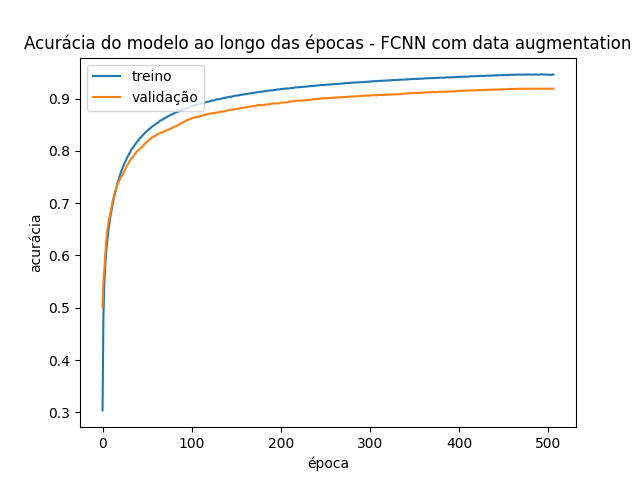 Acurácia do modelo ao longo das épocas - FCNN com data augmentation
treino
validação
0.9
0.8
0.7
0.6
0.5
0.4
0.3
acurácia
0 100 200 300 400 500
época